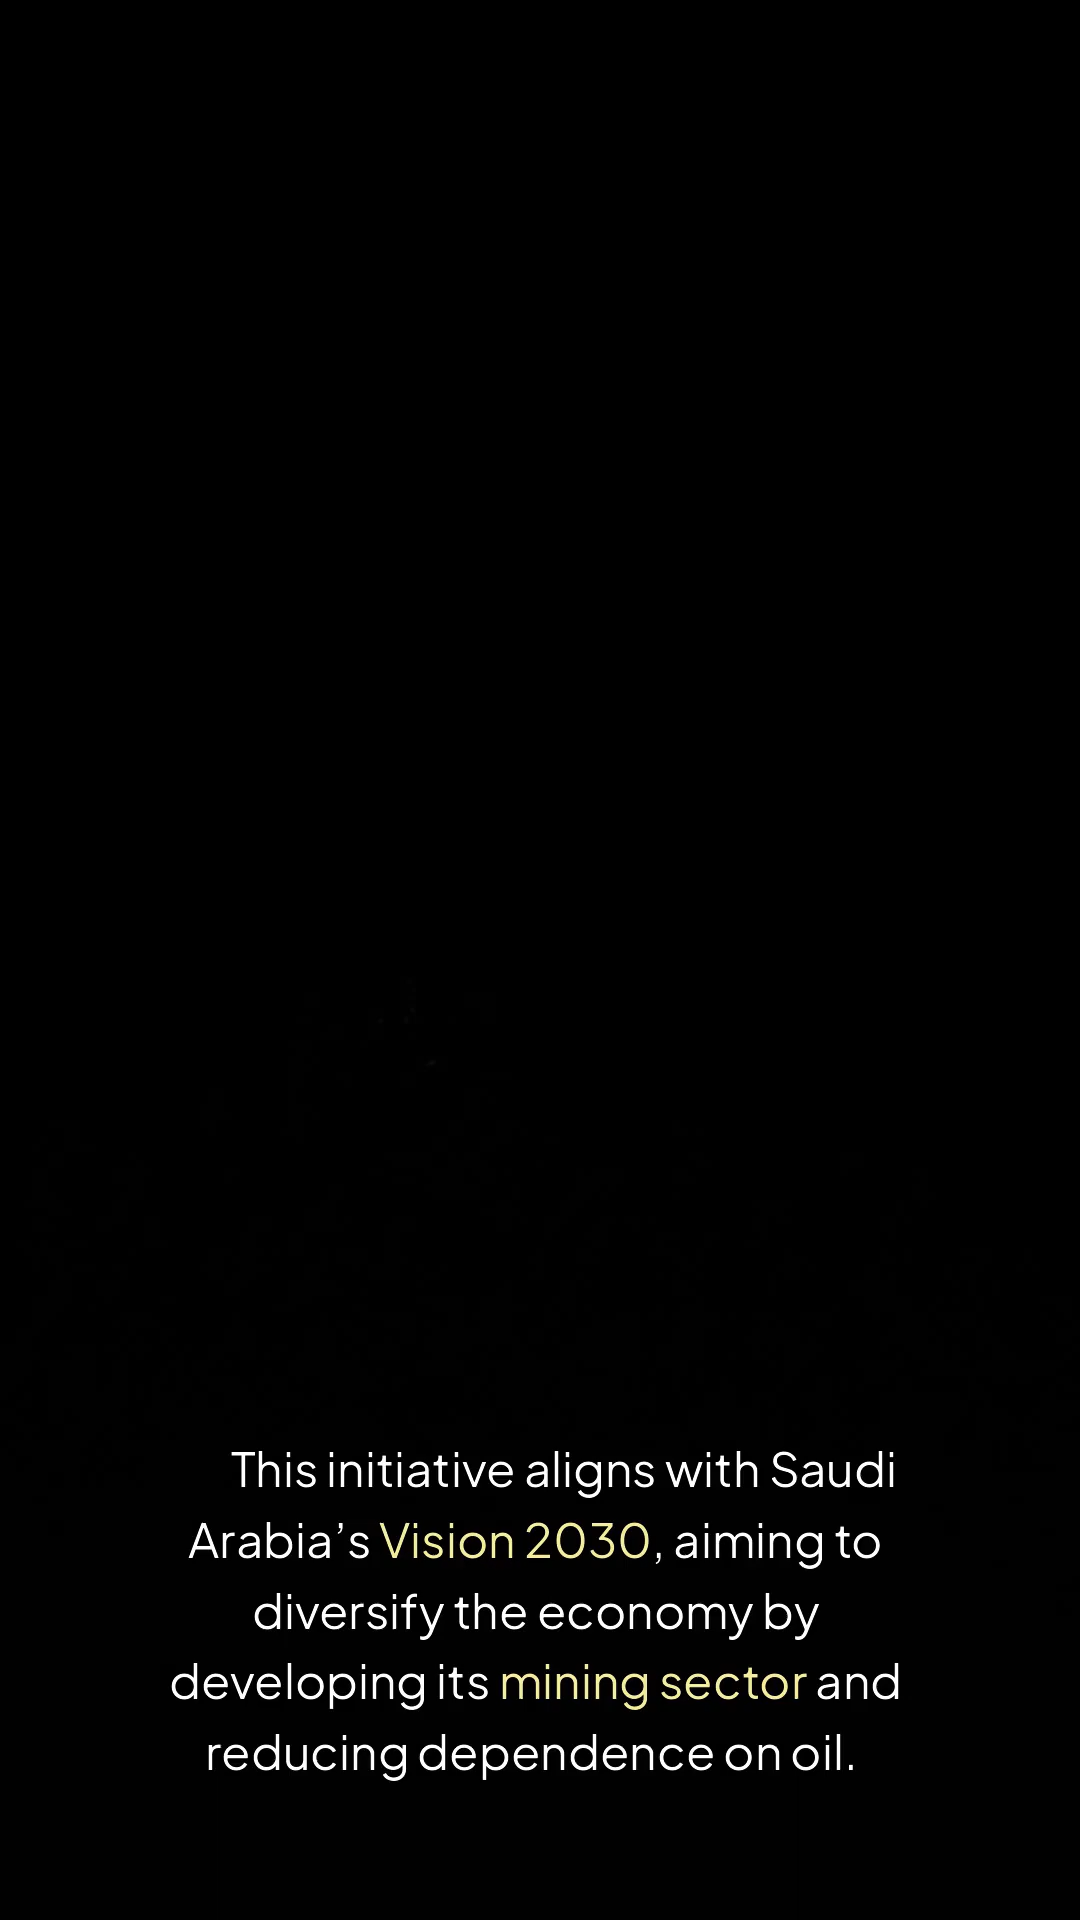 This initiative aligns with Saudi
Arabia’s Vision 2030, aiming to
diversify the economy by
developing its mining sector and
reducing dependence on oil.